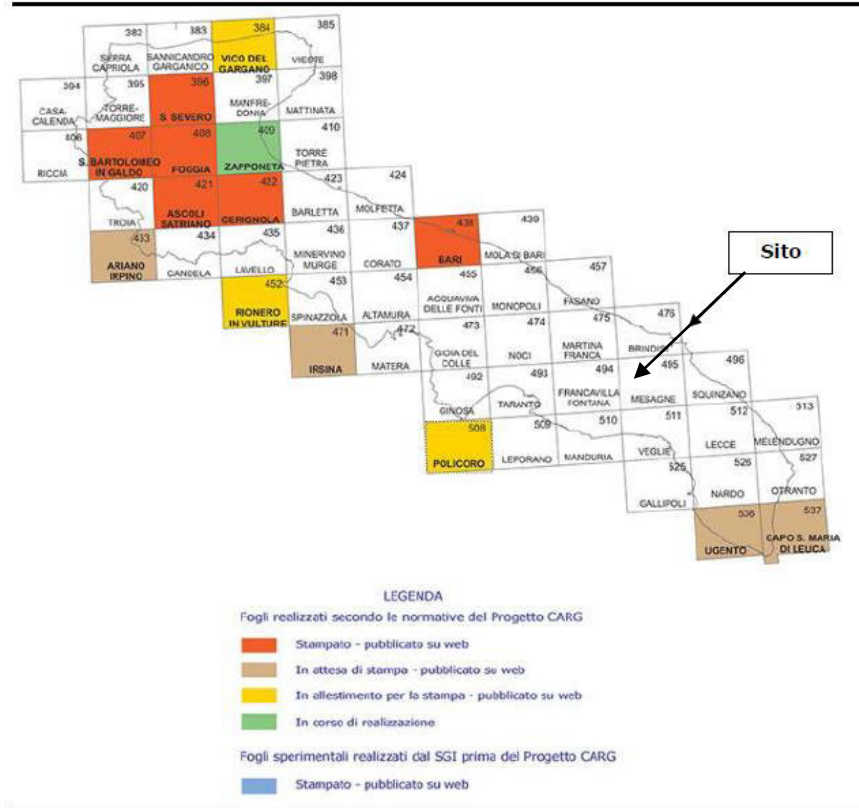 382 383 384 385
SERRA CAPRIOLA
SANNICANDRO GARGANICO
VICO DEL GARGANO
VIESTE
394 395 396 397 398
CASA-CALENDA
TORRE-MAGGIORE
S. SEVERO
MANFRE-DONIA
MATTINATA
406 407 408 409 410
RICCIA
S. BARTOLOMEO IN GALDO
FOGGIA
ZAPPONETA
TORRE PIETRA
420 421 422 423 424
TROIA
ASCOLI SATRIANO
CERIGNOLA
BARLETTA
MOLFETTA
433 434 435 436 437 438 439
ARIANO IRPINO
CANDELA
LAVELLO
MINERVINO MURGE
CORATO
BARI
MOLA DI BARI
Sito
452 453 454 455 456 457
RIONERO IN VULTURE
SPINAZZOLA
ALTAMURA
ACQUAVIVA DELLE FONTI
MONOPOLI
FASANO
471 472 473 474 475 476
IRSINA
MATERA
GIOIA DEL COLLE
NOCI
MARTINA FRANCA
BRINDISI
492 493 494 495 496
GINOSA
TARANTO
FRANCAVILLA FONTANA
MESAGNE
SQUINZANO
508 509 510 511 512 513
POLICORO
LEPORANO
MANDURIA
VEGLIE
LECCE
MELENDUGNO
525 526 527
GALLIPOLI
NARDO
OTRANTO
536 537
UGENTO
CAPO S. MARIA DI LEUCA
LEGENDA
Fogli realizzati secondo le normative del Progetto CARG
Stampato - pubblicato su web
In attesa di stampa - pubblicato su web
In allestimento per la stampa - pubblicato su web
In corso di realizzazione
Fogli sperimentali realizzati dal SGI prima del Progetto CARG
Stampato - pubblicato su web